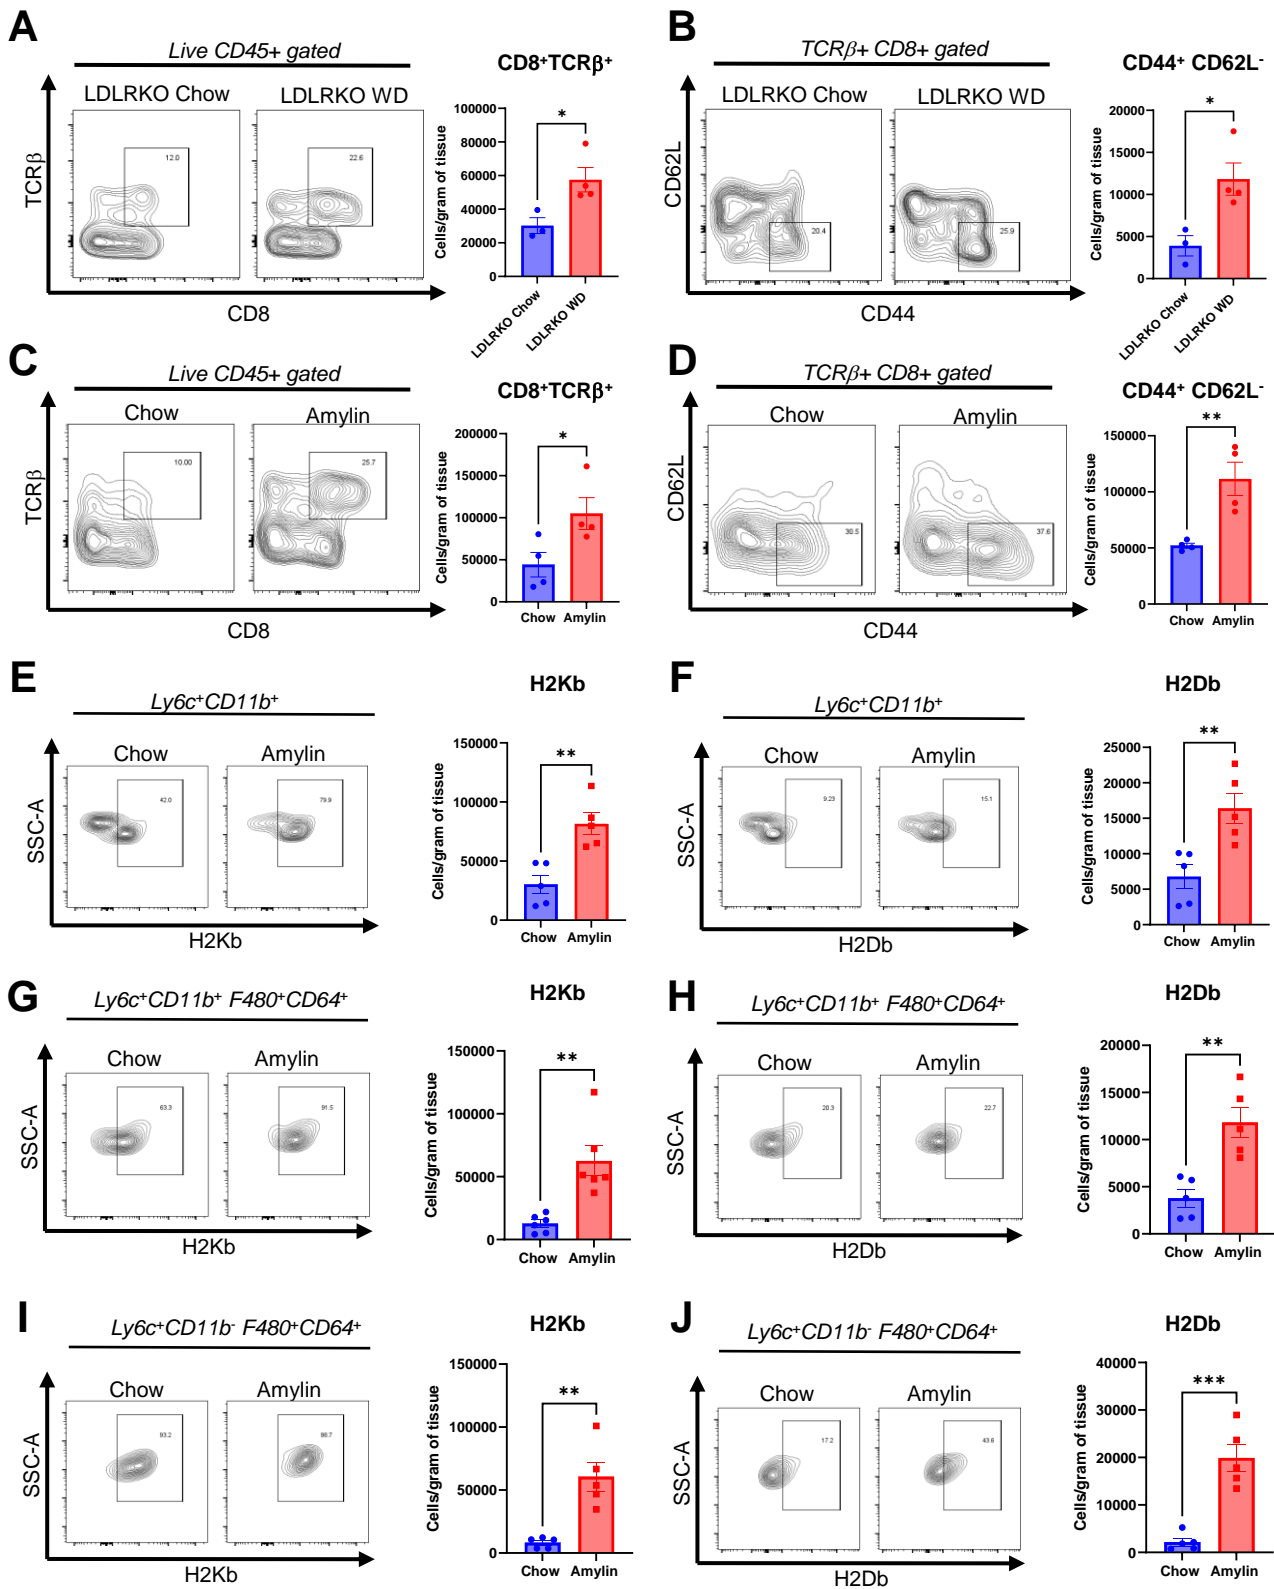 A
Live CD45+ gated
LDLRKO Chow
LDLRKO WD
TCRβ
12.0
22.6
CD8
CD8⁺TCRβ⁺
Cells/gram of tissue
100000
80000
60000
40000
20000
0
*
LDLRKO Chow
LDLRKO WD
B
TCRβ+ CD8+ gated
LDLRKO Chow
LDLRKO WD
CD62L
20.4
25.9
CD44
CD44⁺ CD62L⁻
Cells/gram of tissue
20000
15000
10000
5000
0
*
LDLRKO Chow
LDLRKO WD
C
Live CD45+ gated
Chow
Amylin
TCRβ
10.00
25.7
CD8
CD8⁺TCRβ⁺
Cells/gram of tissue
200000
150000
100000
50000
0
*
Chow
Amylin
D
TCRβ+ CD8+ gated
Chow
Amylin
CD62L
30.5
37.6
CD44
CD44⁺ CD62L⁻
Cells/gram of tissue
150000
100000
50000
0
**
Chow
Amylin
E
Ly6c⁺CD11b⁺
Chow
Amylin
SSC-A
42.0
79.9
H2Kb
H2Kb
Cells/gram of tissue
150000
100000
50000
0
**
Chow
Amylin
F
Ly6c⁺CD11b⁺
Chow
Amylin
SSC-A
9.23
15.1
H2Db
H2Db
Cells/gram of tissue
25000
20000
15000
10000
5000
0
**
Chow
Amylin
G
Ly6c⁺CD11b⁺ F480⁺CD64⁺
Chow
Amylin
SSC-A
63.3
91.5
H2Kb
H2Kb
Cells/gram of tissue
150000
100000
50000
0
**
Chow
Amylin
H
Ly6c⁺CD11b⁺ F480⁺CD64⁺
Chow
Amylin
SSC-A
20.3
22.7
H2Db
H2Db
Cells/gram of tissue
20000
15000
10000
5000
0
**
Chow
Amylin
I
Ly6c⁺CD11b⁻ F480⁺CD64⁺
Chow
Amylin
SSC-A
93.2
H2Kb
H2Kb
Cells/gram of tissue
150000
100000
50000
0
**
Chow
Amylin
J
Ly6c⁺CD11b⁻ F480⁺CD64⁺
Chow
Amylin
SSC-A
17.2
43.6
H2Db
H2Db
Cells/gram of tissue
40000
30000
20000
10000
0
***
Chow
Amylin